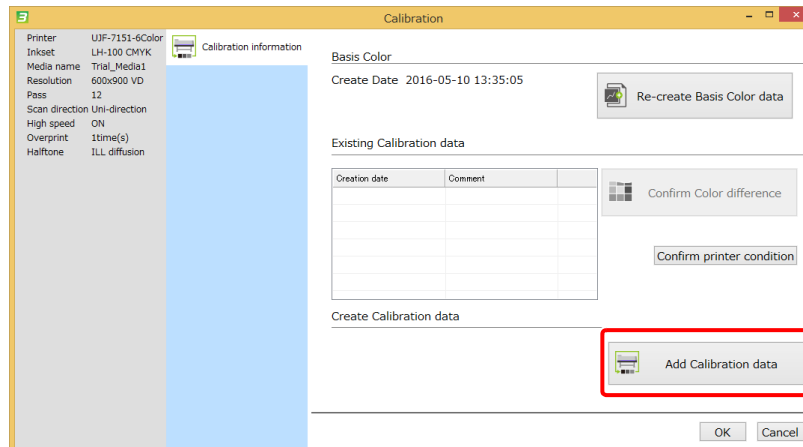 Calibration
Printer UJF-7151-6Color
Inkset LH-100 CMYK
Media name Trial_Media1
Resolution 600x900 VD
Pass 12
Scan direction Uni-direction
High speed ON
Overprint 1time(s)
Halftone ILL diffusion
Calibration information
Basis Color
Create Date 2016-05-10 13:35:05
Re-create Basis Color data
Existing Calibration data
Creation date Comment
Confirm Color difference
Confirm printer condition
Create Calibration data
Add Calibration data
OK Cancel